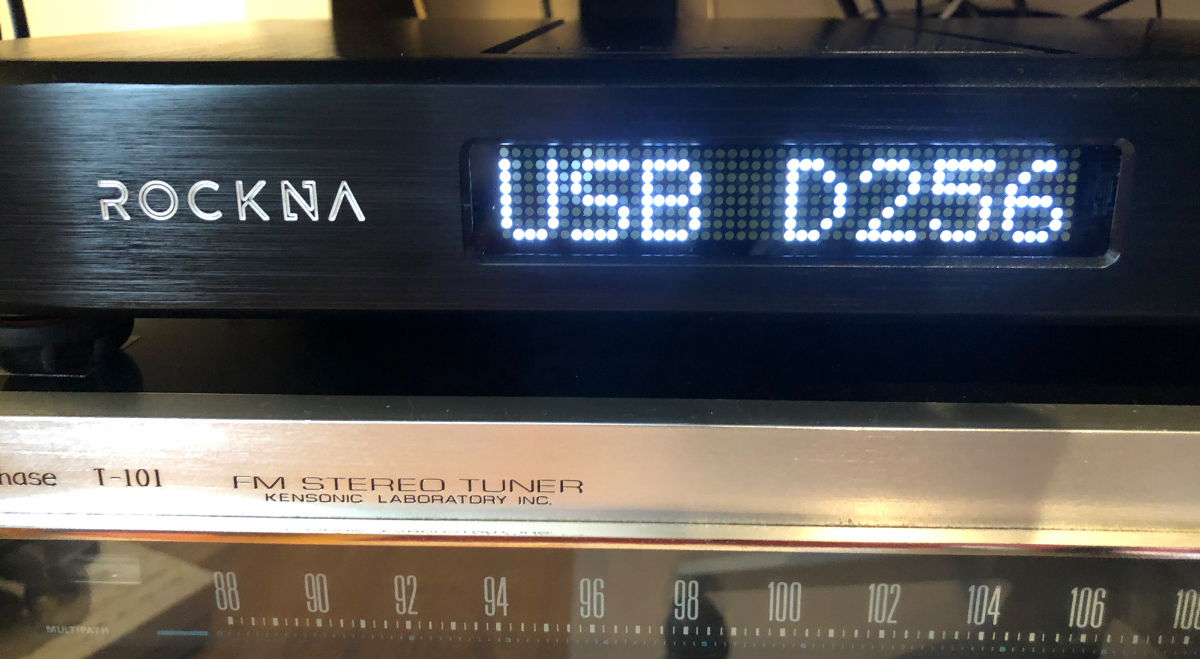 ROCKNA
USB D256
hase T-101 FM STEREO TUNER
KENSONIC LABORATORY INC.
88 90 92 94 96 98 100 102 104 106
MULTIPATH